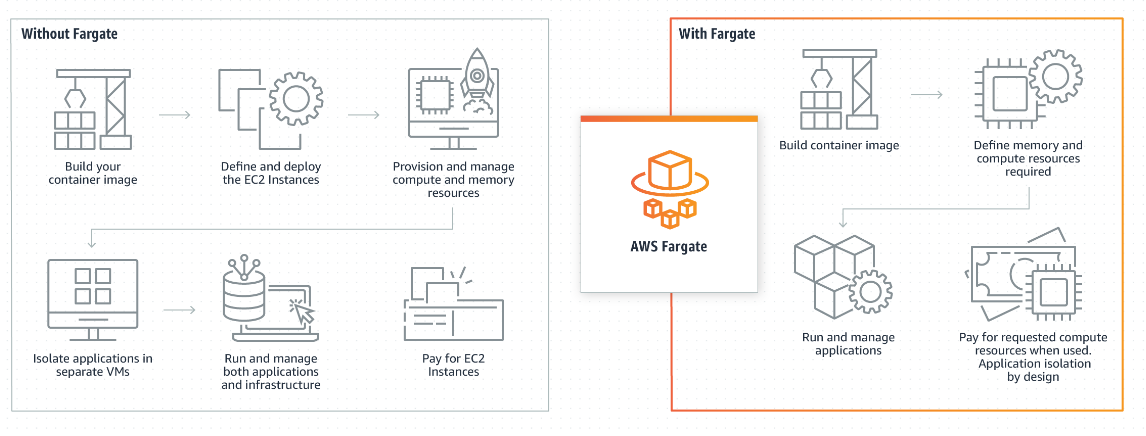 Without Fargate
Build your
container image
Define and deploy
the EC2 Instances
Provision and manage
compute and memory
resources
Isolate applications in
separate VMs
Run and manage
both applications
and infrastructure
Pay for EC2
Instances
AWS Fargate
With Fargate
Build container image
Define memory and
compute resources
required
Run and manage
applications
Pay for requested compute
resources when used.
Application isolation
by design